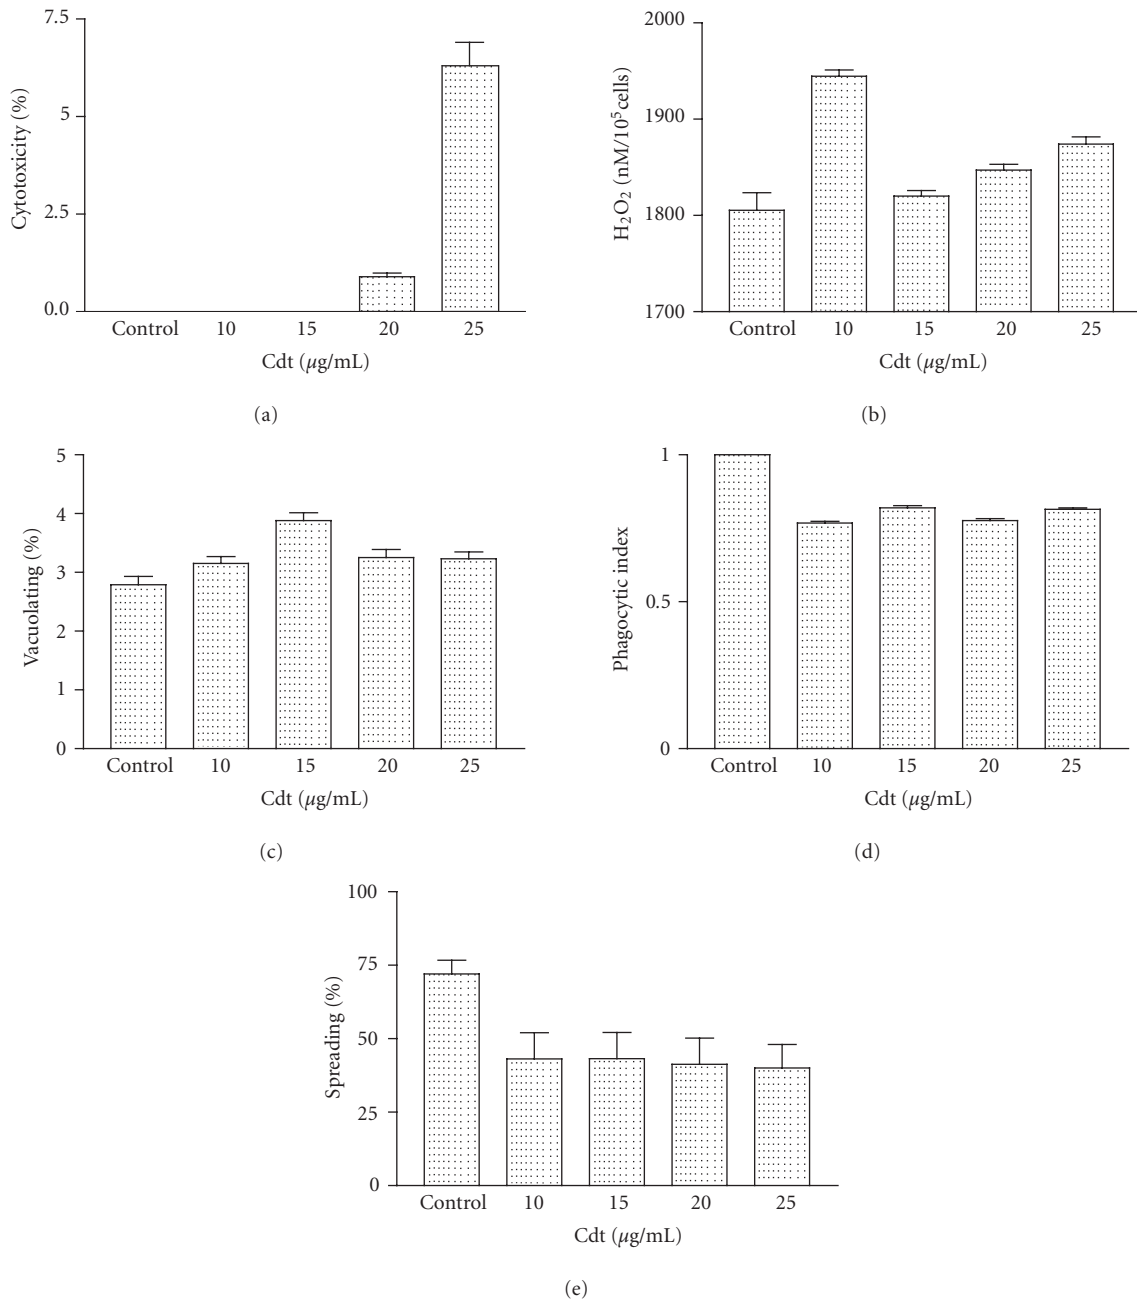 7.5
5
2.5
0.0
Cytotoxicity (%)
Control 10 15 20 25
Cdt (µg/mL)
(a)
2000
1900
1800
1700
H₂O₂ (nM/10⁵cells)
Control 10 15 20 25
Cdt (µg/mL)
(b)
5
4
3
2
1
0
Vacuolating (%)
Control 10 15 20 25
Cdt (µg/mL)
(c)
1
0.5
0
Phagocytic index
Control 10 15 20 25
Cdt (µg/mL)
(d)
100
75
50
25
0
Spreading (%)
Control 10 15 20 25
Cdt (µg/mL)
(e)